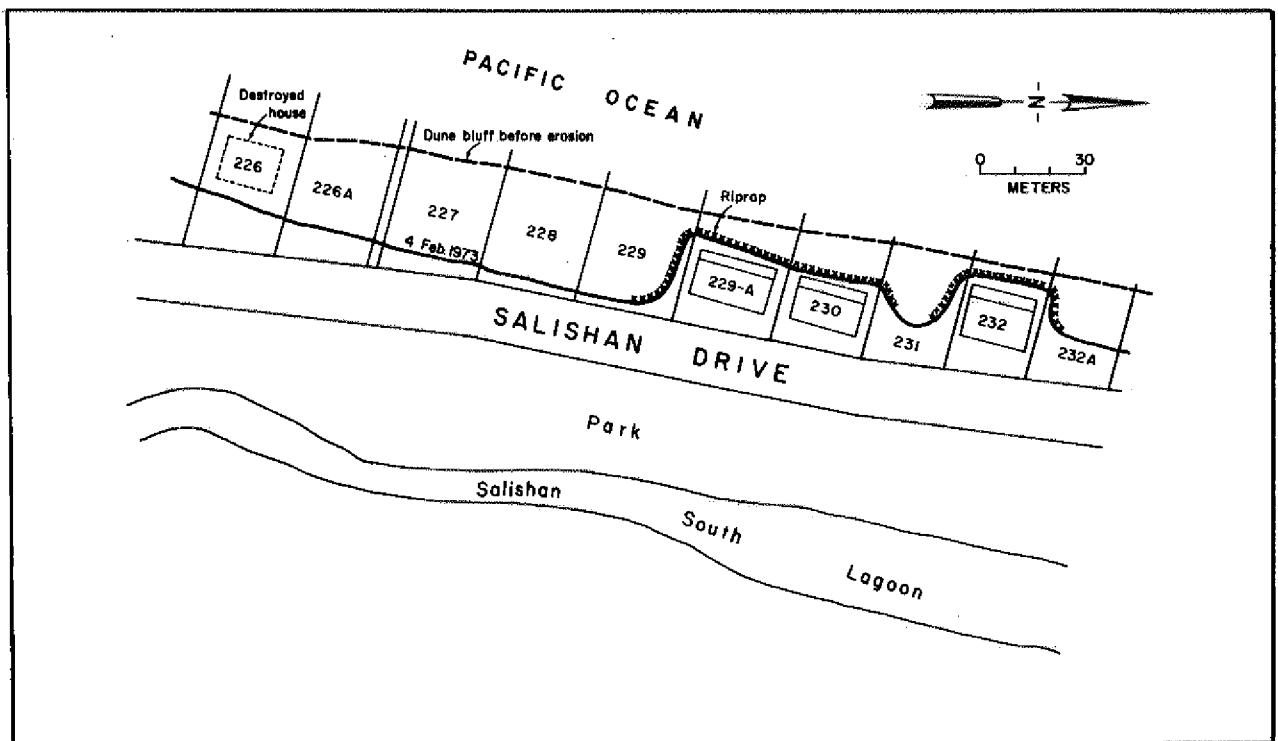 PACIFIC OCEAN
N
0 30
METERS
Destroyed
house
Dune bluff before erosion
Riprap
226
226A
227
228
229
229-A
230
231
232
232A
4 Feb. 1973
SALISHAN DRIVE
Park
Salishan
South
Lagoon